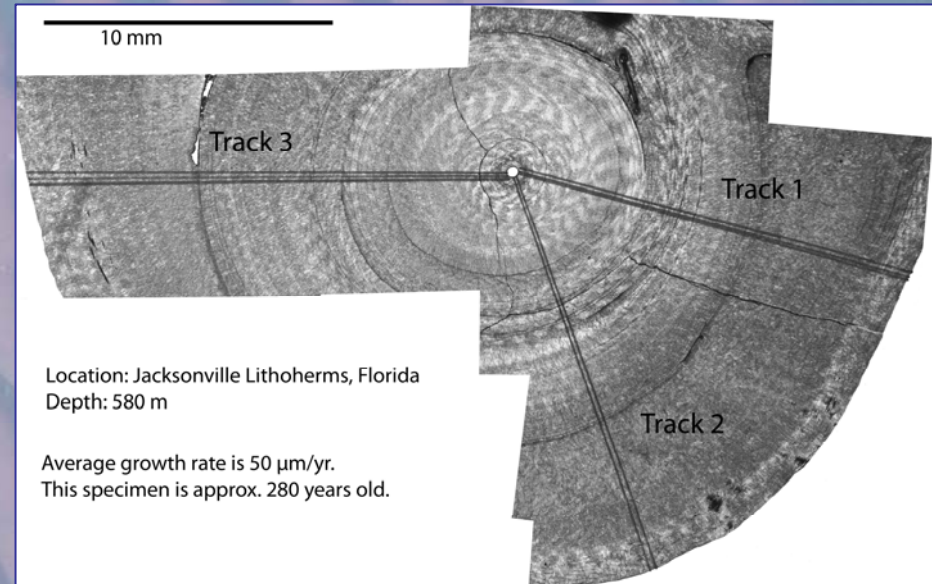 10 mm
Track 3
Track 1
Track 2
Location: Jacksonville Lithoherms, Florida
Depth: 580 m
Average growth rate is 50 µm/yr.
This specimen is approx. 280 years old.